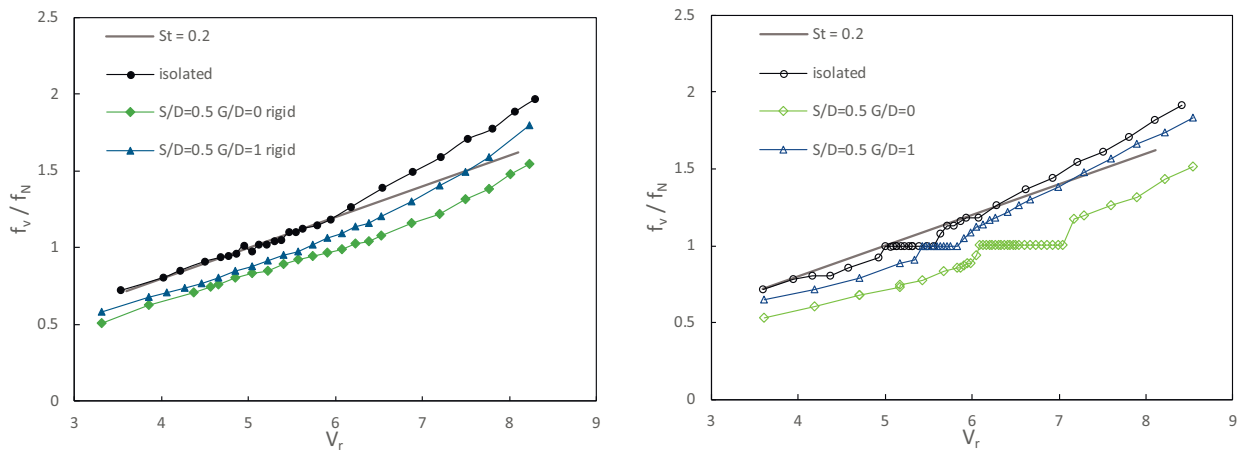 2.5
St = 0.2
isolated
S/D=0.5 G/D=0 rigid
S/D=0.5 G/D=1 rigid
2
1.5
1
0.5
0
f_v / f_N
3 4 5 6 7 8 9
V_r
2.5
St = 0.2
isolated
S/D=0.5 G/D=0
S/D=0.5 G/D=1
2
1.5
1
0.5
0
f_v / f_N
3 4 5 6 7 8 9
V_r